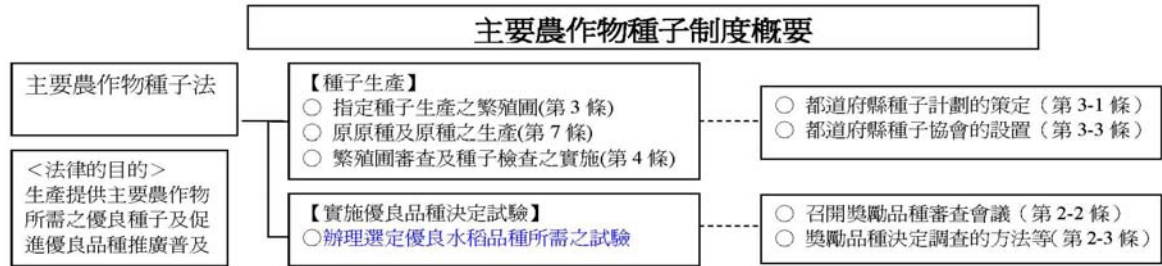 主要農作物種子制度概要
主要農作物種子法
＜法律的目的＞
生產提供主要農作物
所需之優良種子及促
進優良品種推廣普及
【種子生產】
○ 指定種子生產之繁殖圃(第 3 條)
○ 原原種及原種之生產(第 7 條)
○ 繁殖圃審查及種子檢查之實施(第 4 條)
○ 都道府縣種子計劃的策定（第 3-1 條）
○ 都道府縣種子協會的設置（第 3-3 條）
【實施優良品種決定試驗】
○辦理選定優良水稻品種所需之試驗
○ 召開獎勵品種審查會議（第 2-2 條）
○ 獎勵品種決定調查的方法等(第 2-3 條）